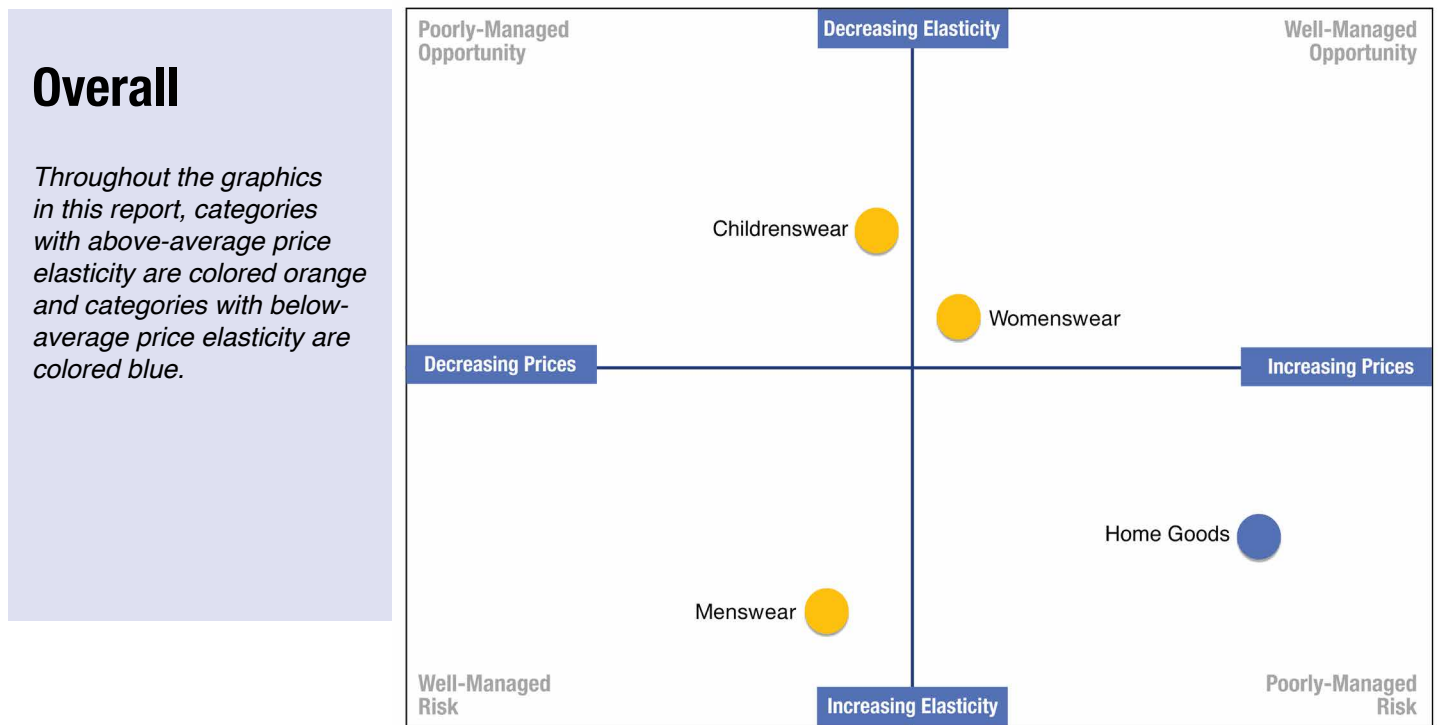 Overall
Throughout the graphics
in this report, categories
with above-average price
elasticity are colored orange
and categories with below-
average price elasticity are
colored blue.
Poorly-Managed
Opportunity
Decreasing Elasticity
Well-Managed
Opportunity
Childrenswear
Womenswear
Decreasing Prices
Increasing Prices
Home Goods
Menswear
Well-Managed
Risk
Increasing Elasticity
Poorly-Managed
Risk